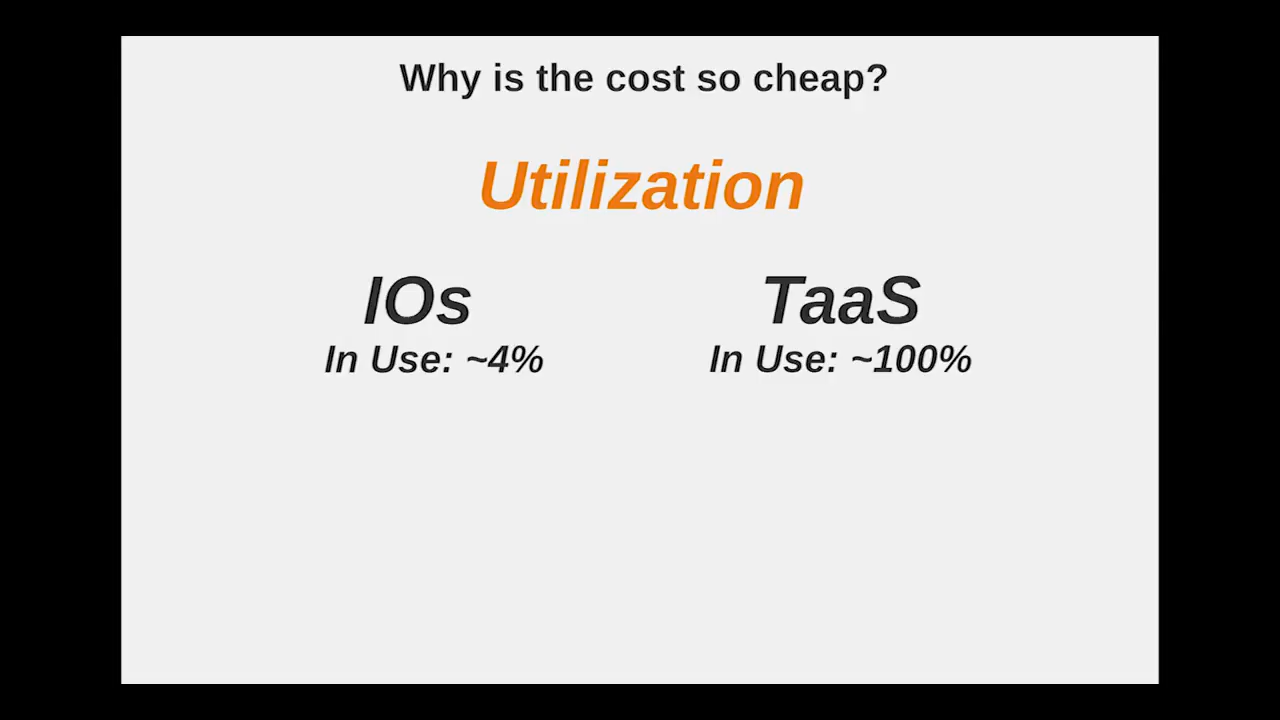 Why is the cost so cheap?
Utilization
IOs
In Use: ~4%
TaaS
In Use: ~100%